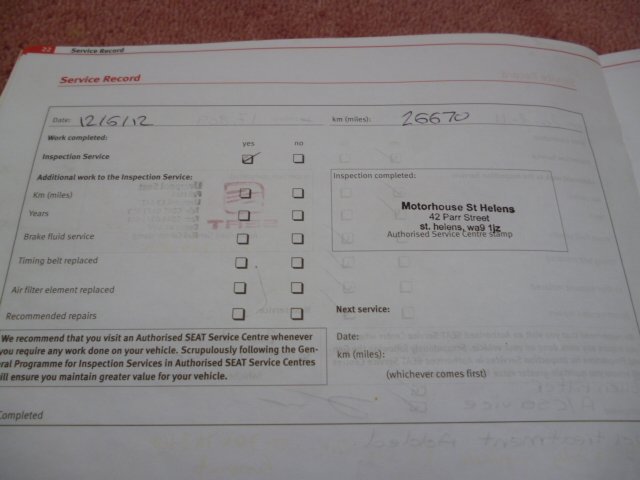 22 Service Record
Service Record
Date: 12/6/12 km (miles): 26670
Work completed:
yes no
Inspection Service
Additional work to the Inspection Service: Inspection completed:
Km (miles)
Motorhouse St Helens
Years
42 Parr Street
st. helens, wa9 1jz
Brake fluid service
Authorised Service Centre stamp
Timing belt replaced
Air filter element replaced
Recommended repairs
Next service:
We recommend that you visit an Authorised SEAT Service Centre whenever
you require any work done on your vehicle. Scrupulously following the Gen-
eral Programme for Inspection Services in Authorised SEAT Service Centres
will ensure you maintain greater value for your vehicle.
Date:
km (miles):
(whichever comes first)
Completed